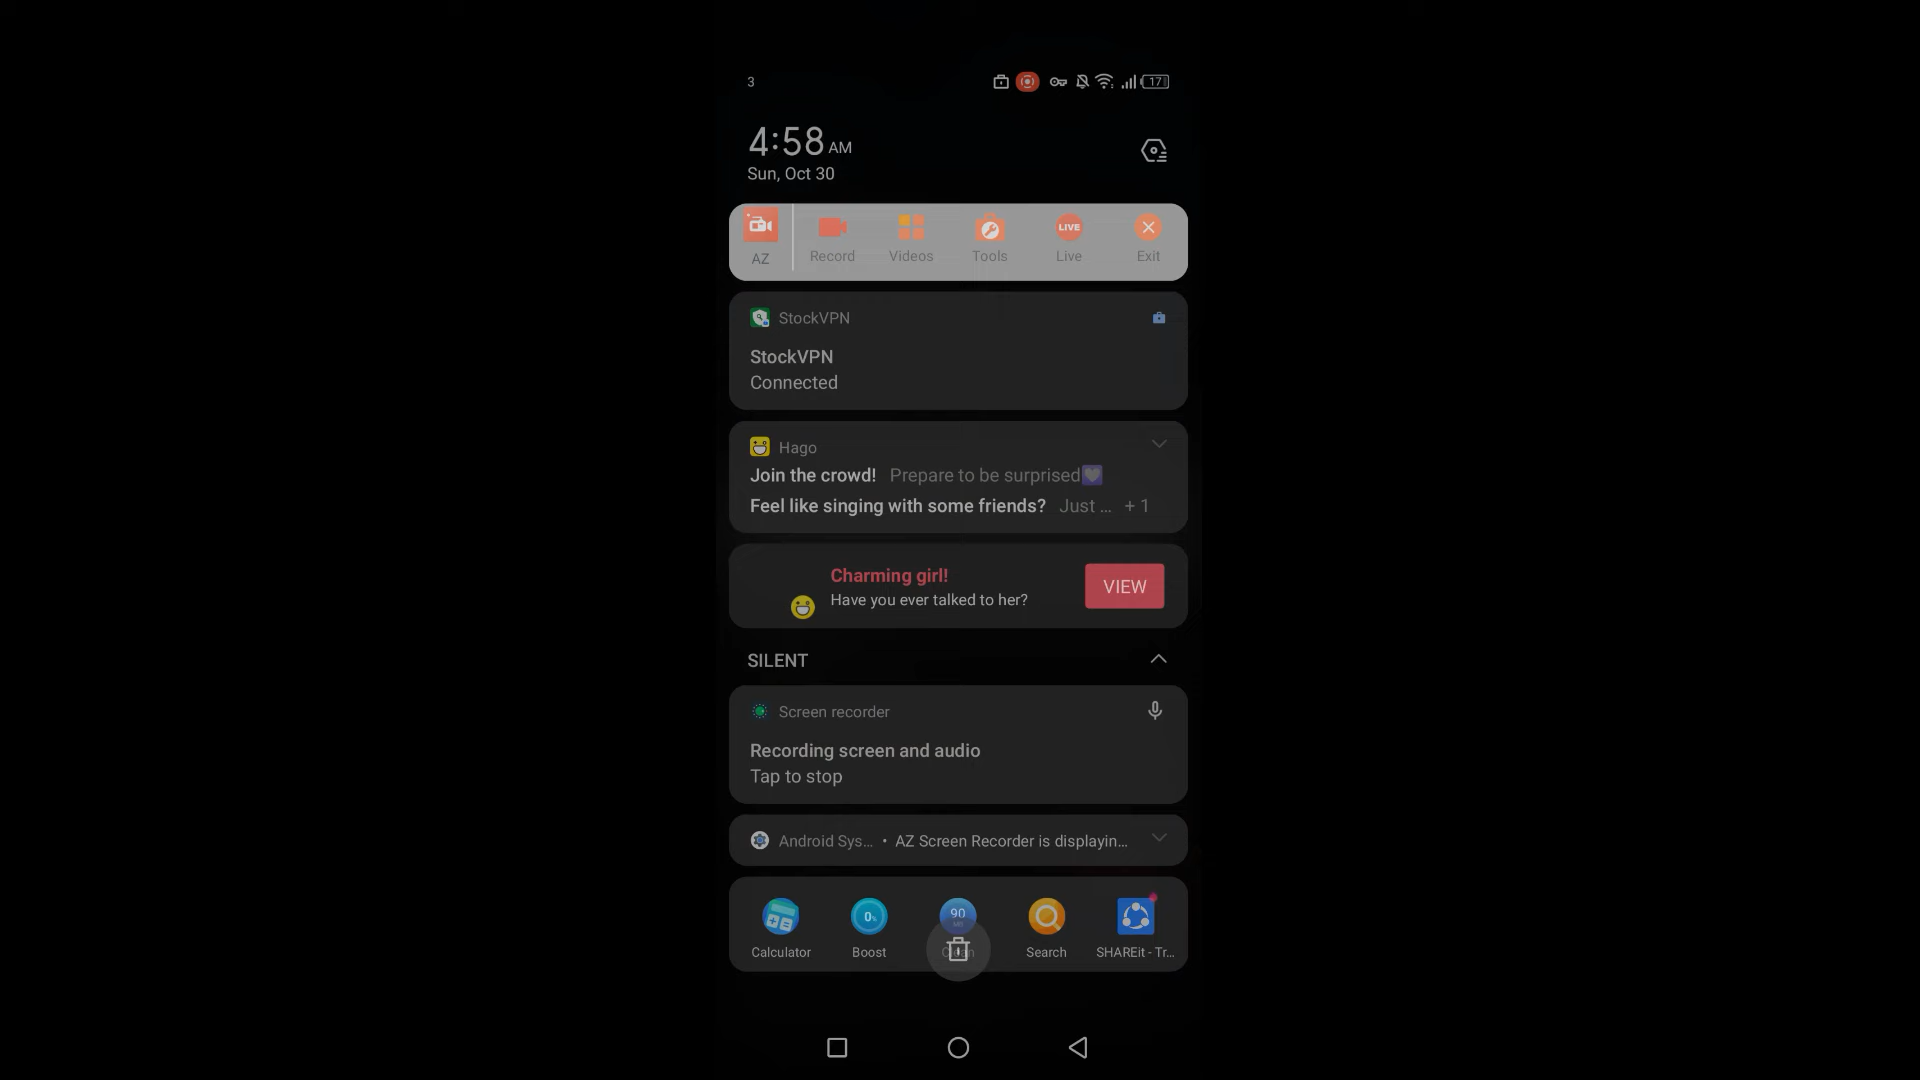 3
17
4:58 AM
Sun, Oct 30
AZ
Record
Videos
Tools
LIVE
Live
Exit
StockVPN
StockVPN
Connected
Hago
Join the crowd! Prepare to be surprised💜
Feel like singing with some friends? Just ... + 1
Charming girl!
Have you ever talked to her?
VIEW
SILENT
Screen recorder
Recording screen and audio
Tap to stop
Android Sys... • AZ Screen Recorder is displayin...
0%
90
Calculator
Boost
Search
SHAREit - Tr...